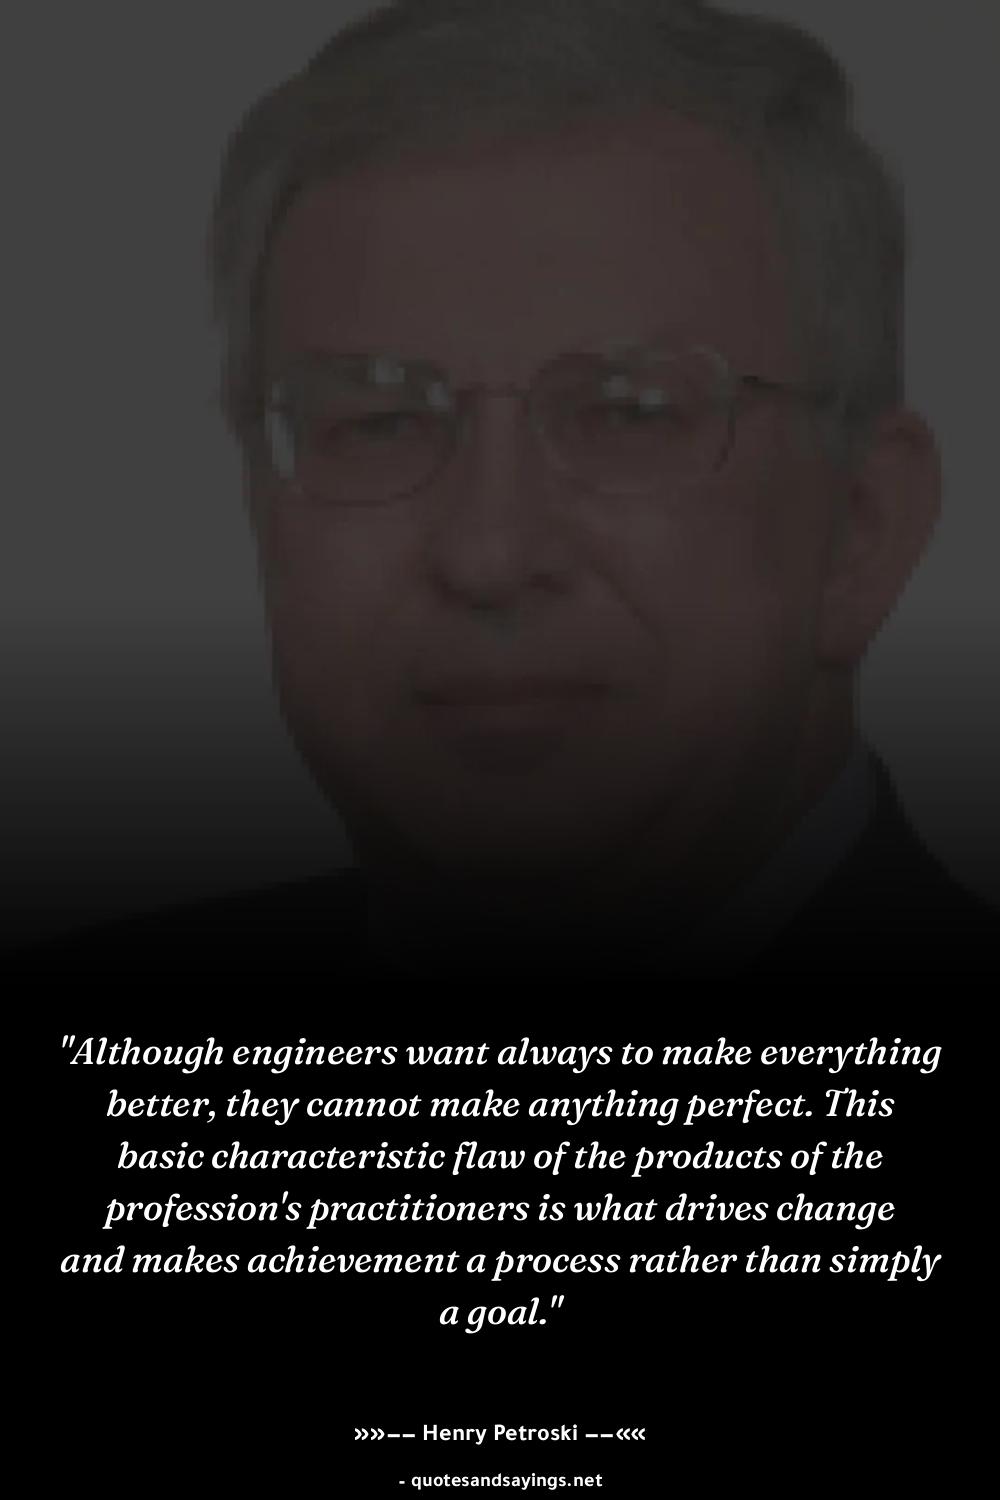 "Although engineers want always to make everything
better, they cannot make anything perfect. This
basic characteristic flaw of the products of the
profession's practitioners is what drives change
and makes achievement a process rather than simply
a goal."
»»-- Henry Petroski --««
- quotesandsayings.net